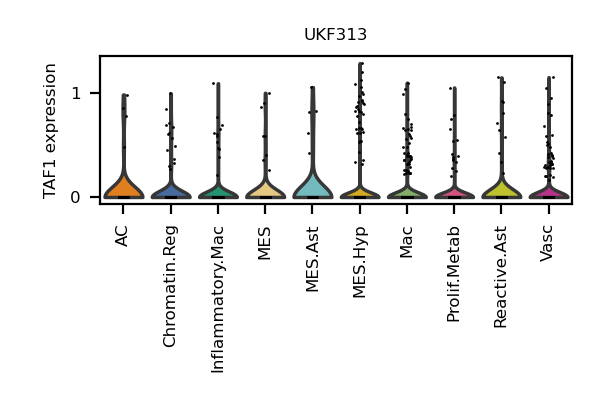 UKF313
TAF1 expression
1
0
AC
Chromatin.Reg
Inflammatory.Mac
MES
MES.Ast
MES.Hyp
Mac
Prolif.Metab
Reactive.Ast
Vasc